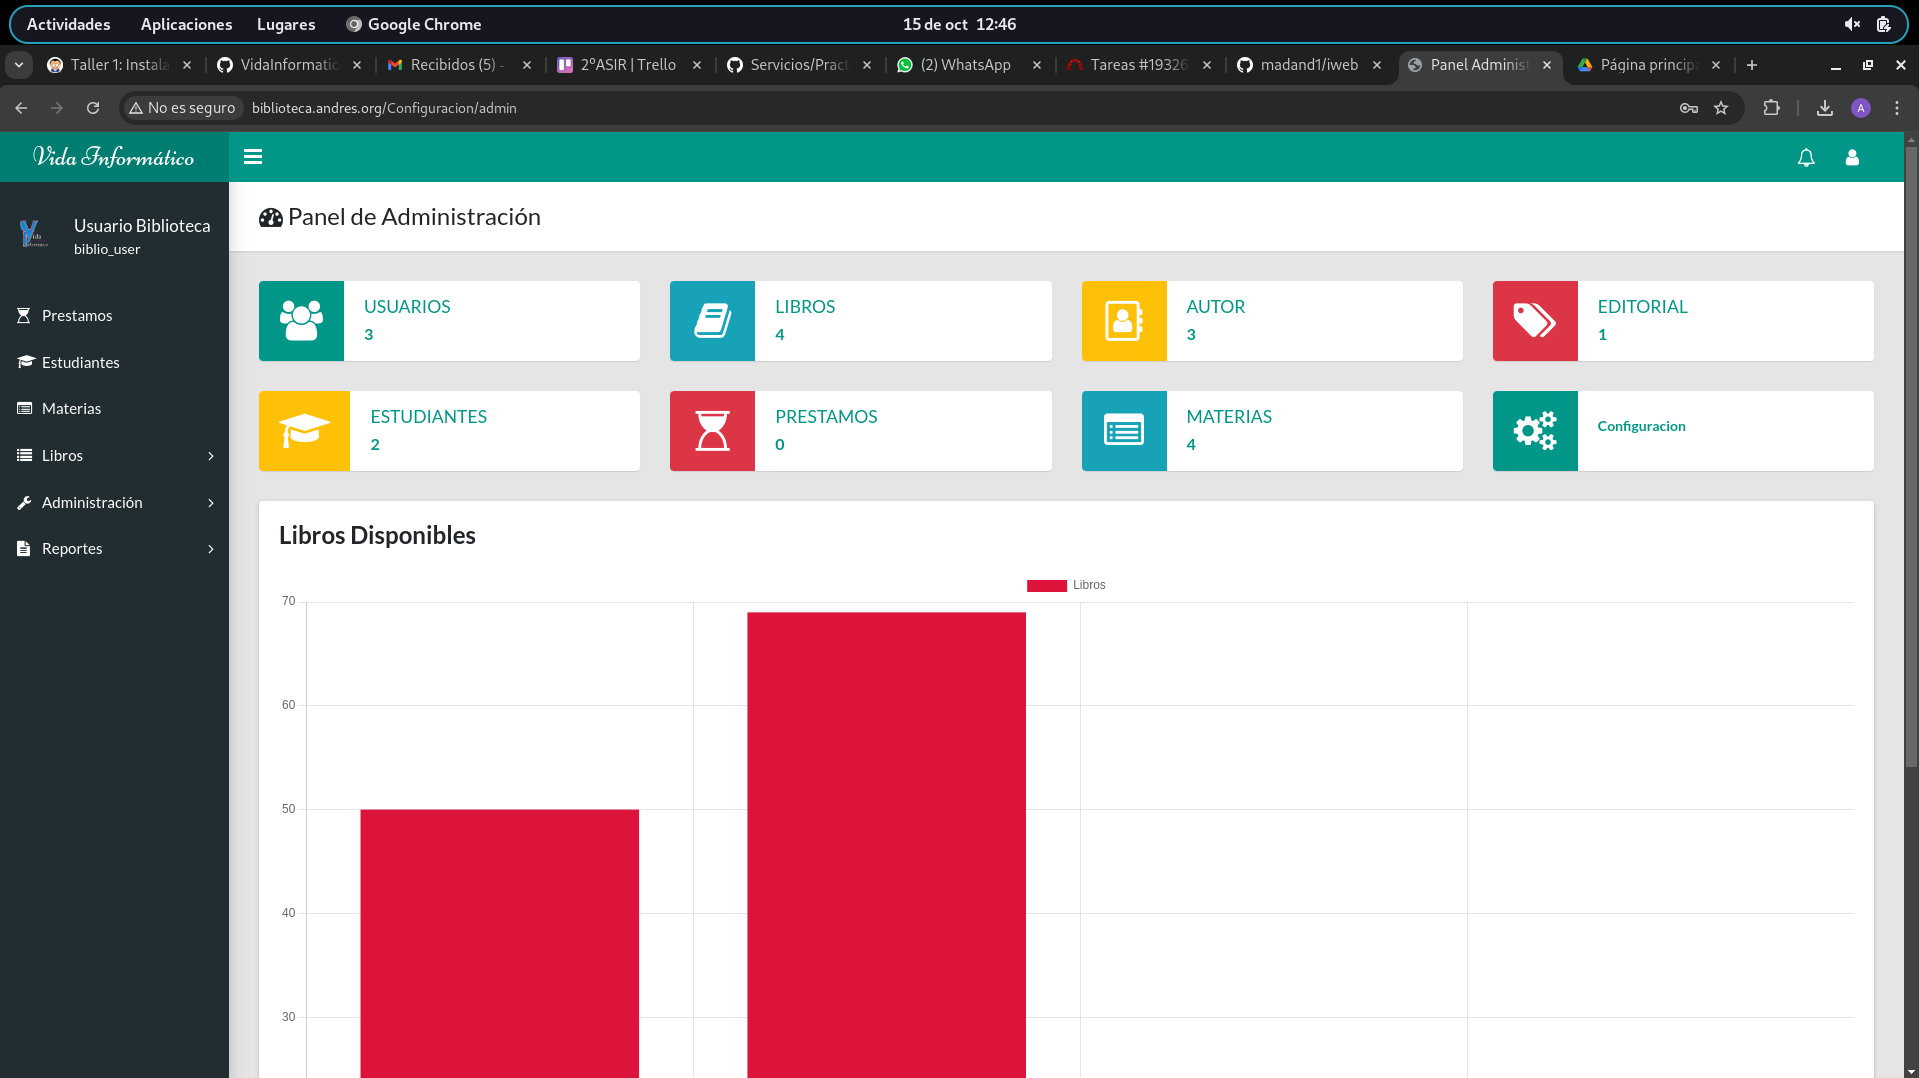 Actividades Aplicaciones Lugares Google Chrome 15 de oct 12:46
Taller 1: Instala VidaInformatic Recibidos (5) - 2ºASIR | Trello Servicios/Pract (2) WhatsApp Tareas #19326 madand1/iweb Panel Administ Página principa
No es seguro biblioteca.andres.org/Configuracion/admin A
Vida Informático
Panel de Administración
Usuario Biblioteca
biblio_user
Prestamos
Estudiantes
Materias
Libros
Administración
Reportes
USUARIOS
3
LIBROS
4
AUTOR
3
EDITORIAL
1
ESTUDIANTES
2
PRESTAMOS
0
MATERIAS
4
Configuracion
Libros Disponibles
Libros
70
60
50
40
30